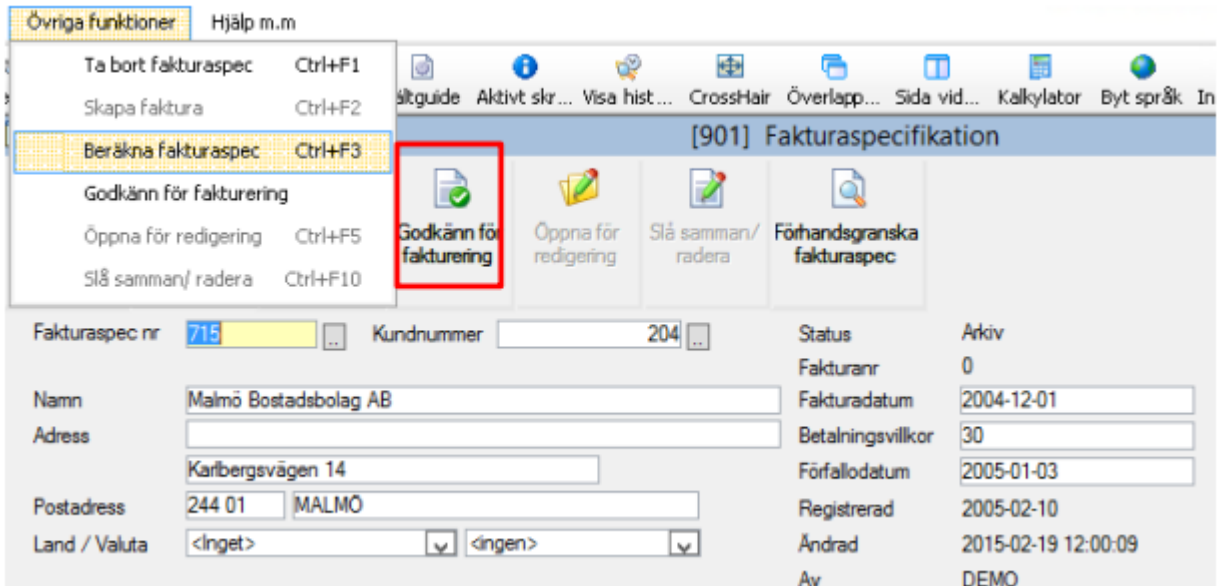 Övriga funktioner Hjälp m.m
Ta bort fakturaspec Ctrl+F1
Skapa faktura Ctrl+F2
Beräkna fakturaspec Ctrl+F3
Godkänn för fakturering
Öppna för redigering Ctrl+F5
Slå samman/ radera Ctrl+F10
ältguide Aktivt skr... Visa hist... CrossHair Överlapp... Sida vid... Kalkylator Byt språk In
[901] Fakturaspecifikation
Godkänn för fakturering
Öppna för redigering
Slå samman/ radera
Förhandsgranska fakturaspec
Fakturaspec nr 715 .. Kundnummer 204 .. Status Arkiv
Fakturanr 0
Namn Malmö Bostadsbolag AB Fakturadatum 2004-12-01
Adress Betalningsvillkor 30
Karlbergsvägen 14 Förfallodatum 2005-01-03
Postadress 244 01 MALMÖ Registrerad 2005-02-10
Land / Valuta <Inget> <ingen> Ändrad 2015-02-19 12:00:09
Av DEMO